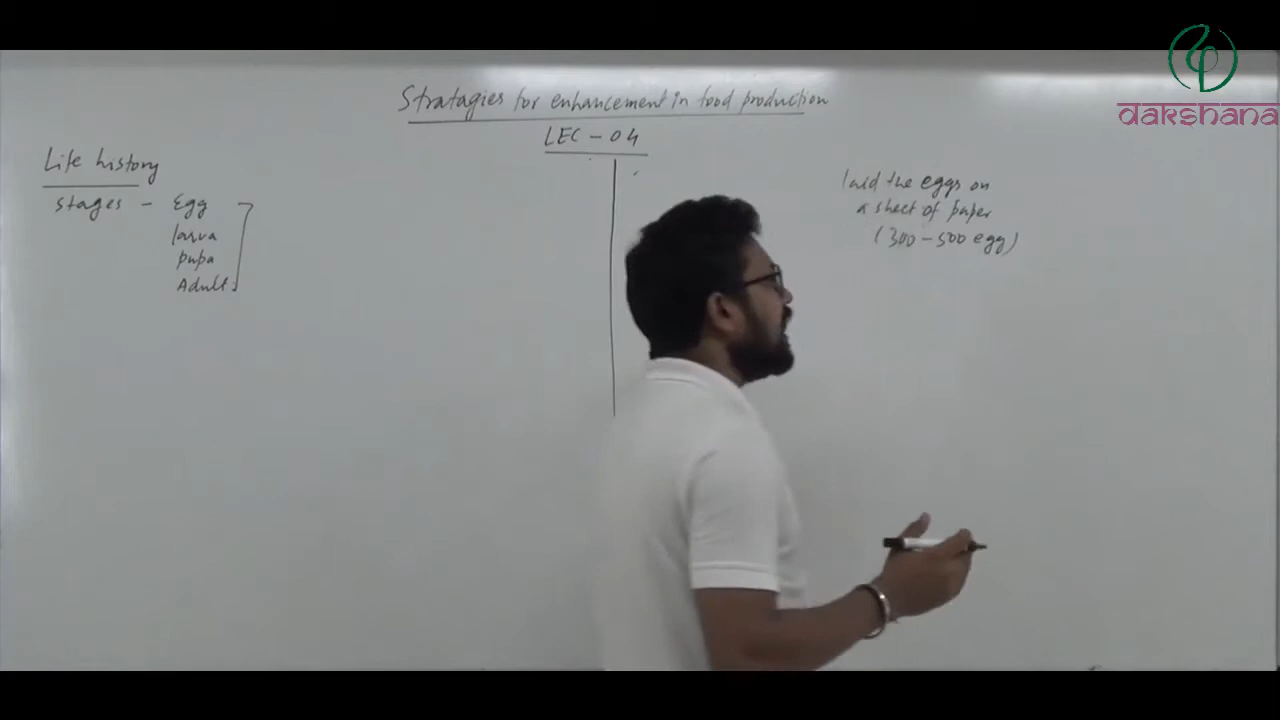 dakshana
Stratagies for enhancement in food production
LEC - 04
Life history
stages - Egg
larva
pupa
Adult
laid the eggs on
a sheet of paper
(300 - 500 egg)